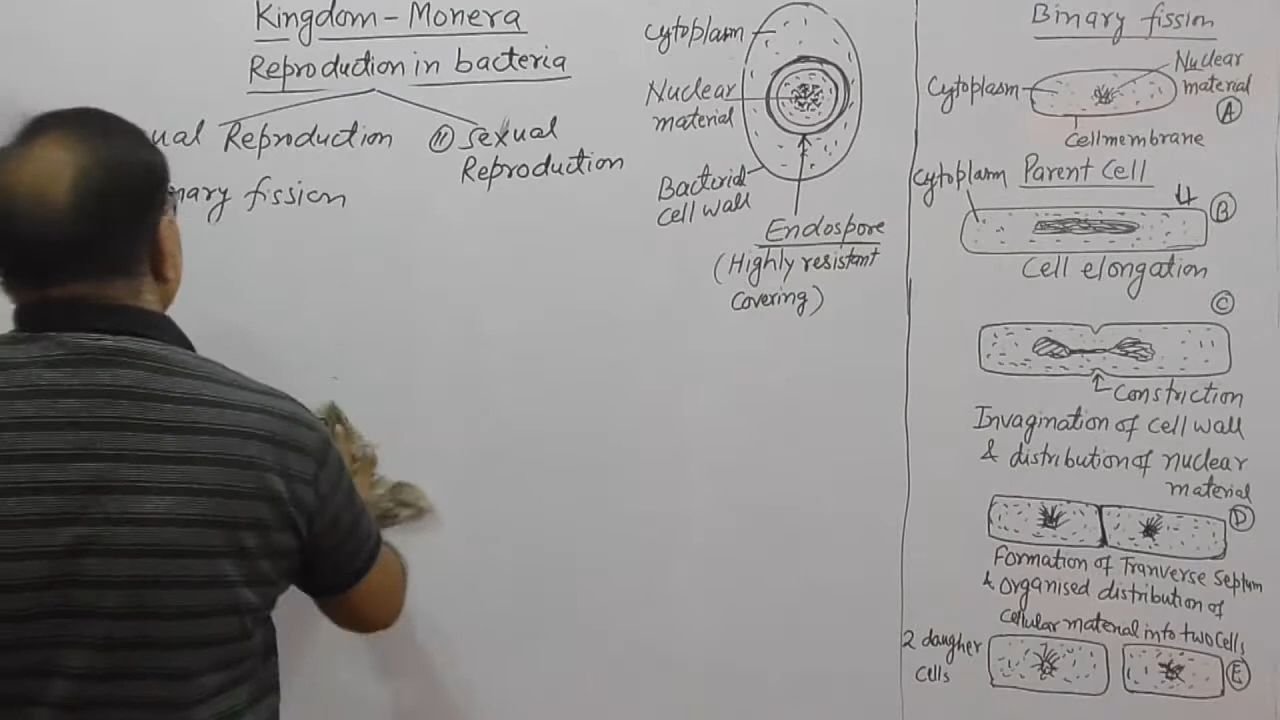 Kingdom - Monera
Reproduction in bacteria
ual Reproduction
II Sexual
Reproduction
nary fission
Cytoplasm
Nuclear
material
Bacterial
Cell wall
Endospore
(Highly resistant
Covering)
Binary fission
Nuclear
material
Cytoplasm
A
Cellmembrane
Cytoplasm Parent Cell
B
Cell elongation
C
Constriction
Invagination of cell wall
& distribution of nuclear
material
D
Formation of Tranverse Septum
& organised distribution of
Cellular material into two cells
2 daugher
cells
E